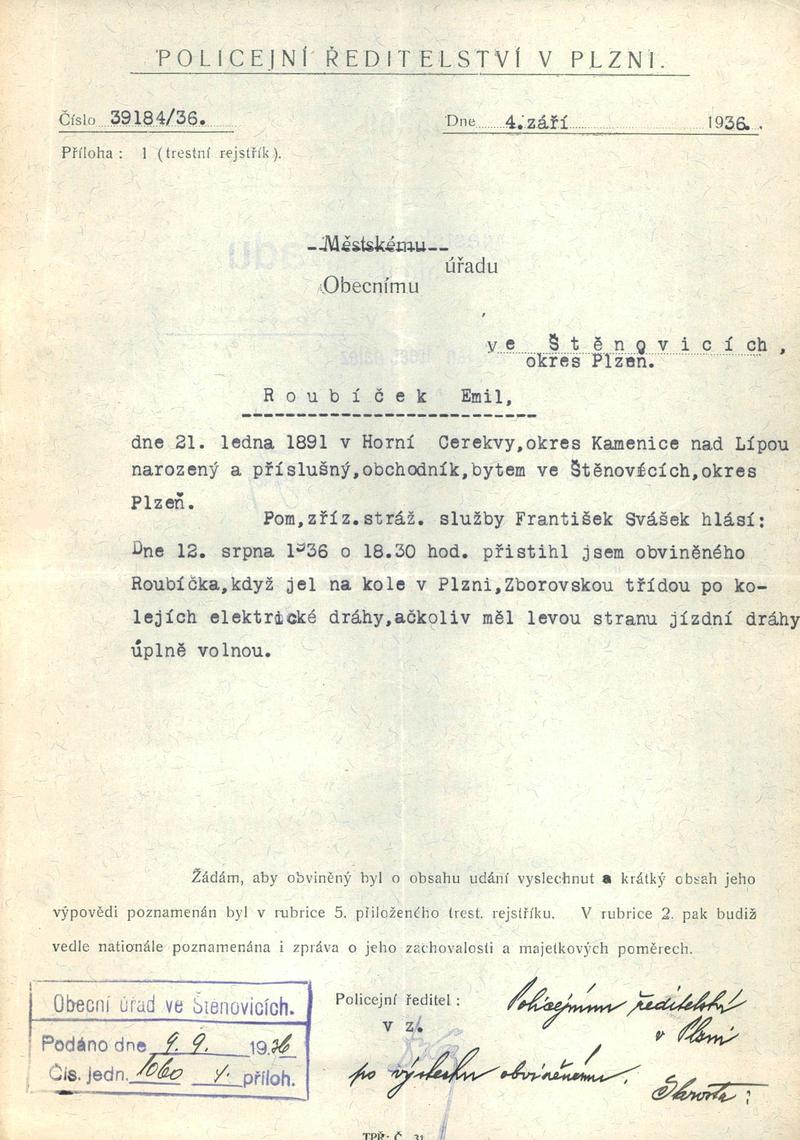 POLICEJNÍ ŘEDITELSTVÍ V PLZNI.
Číslo 39184/36.
Dne 4. září 1936.
Příloha : 1 (trestní rejstřík).
Městskému
úřadu
Obecnímu
ve Štěnovicích,
okres Plzeň.
Roubíček Emil,
dne 21. ledna 1891 v Horní Cerekvy,okres Kamenice nad Lípou
narozený a příslušný,obchodník,bytem ve Štěnovících,okres
Plzeň.
Pom,zříz.stráž. služby František Svášek hlásí:
Dne 12. srpna 1936 o 18.30 hod. přistihl jsem obviněného
Roubíčka,když jel na kole v Plzni,Zborovskou třídou po ko-
lejích elektrické dráhy,ačkoliv měl levou stranu jízdní dráhy
úplně volnou.
Žádám, aby obviněný byl o obsahu udání vyslechnut a krátký obsah jeho
výpovědi poznamenán byl v rubrice 5. přiloženého trest. rejstříku. V rubrice 2. pak budiž
vedle nationále poznamenána i zpráva o jeho zachovalosti a majetkových poměrech.
Obecní úřad ve Štěnovicích.
Podáno dne 9. 9. 1936
Čís. jedn. 1060 1. příloh.
Policejní ředitel :
v z.
Policejnímu ředitelství
v Plzni
po výslechu obviněnému.
Starosta :
TPŘ: Č. 31